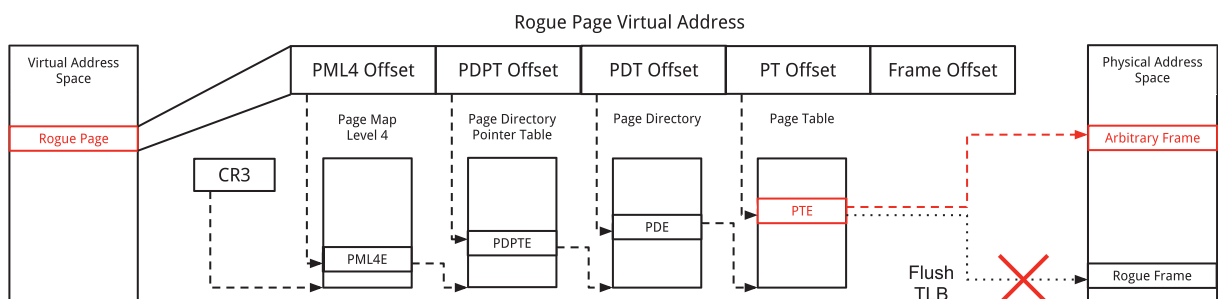 Rogue Page Virtual Address
Virtual Address
Space
PML4 Offset
PDPT Offset
PDT Offset
PT Offset
Frame Offset
Physical Address
Space
Rogue Page
Page Map
Level 4
Page Directory
Pointer Table
Page Directory
Page Table
Arbitrary Frame
CR3
PTE
PDE
PDPTE
PML4E
Flush
TLB
Rogue Frame